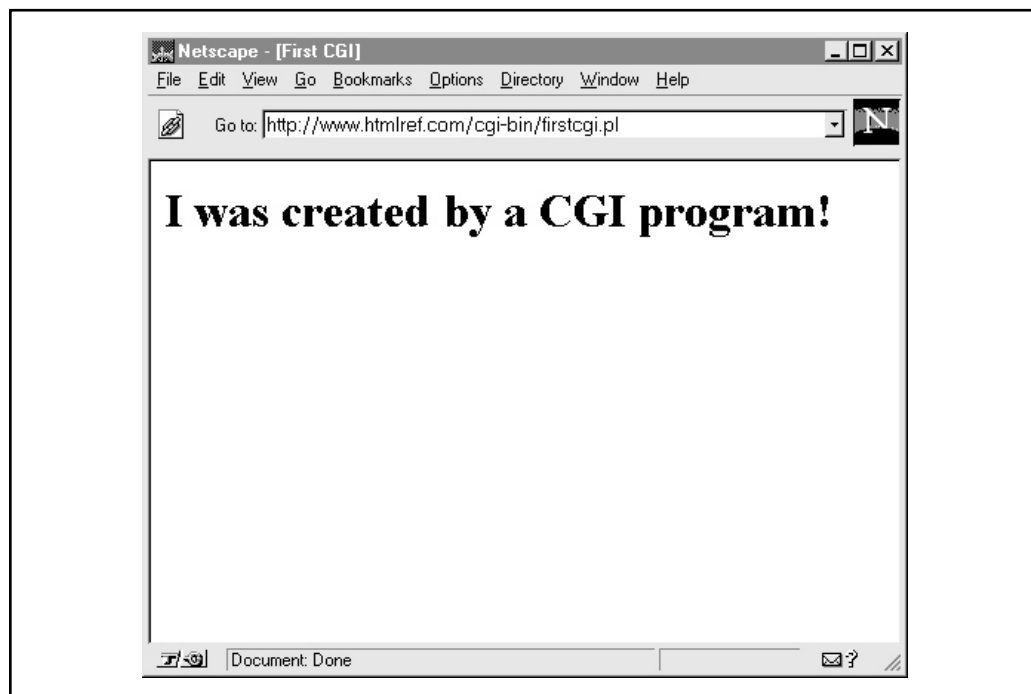 Netscape - [First CGI]
File Edit View Go Bookmarks Options Directory Window Help
Go to: http://www.htmlref.com/cgi-bin/firstcgi.pl
N
I was created by a CGI program!
Document: Done
?